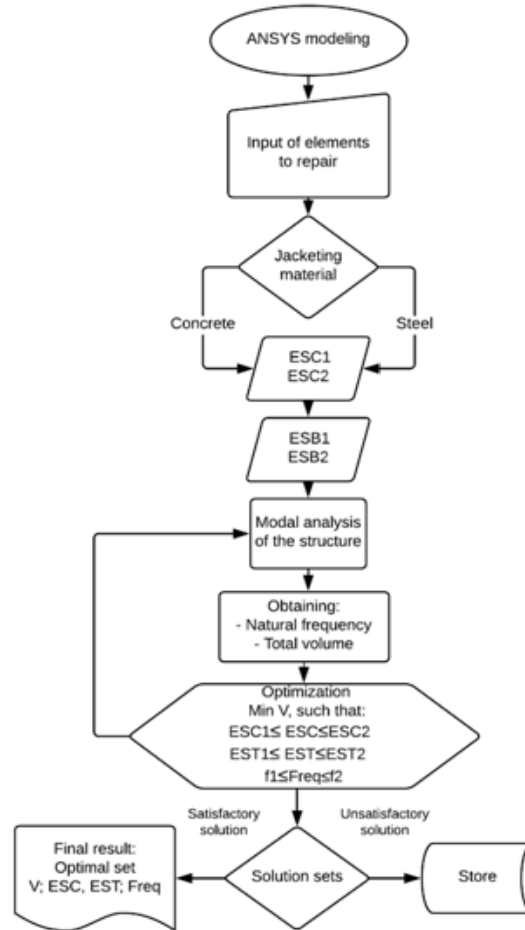 ANSYS modeling
Input of elements
to repair
Jacketing
material
Concrete
Steel
ESC1
ESC2
ESB1
ESB2
Modal analysis
of the structure
Obtaining:
- Natural frequency
- Total volume
Optimization
Min V, such that:
ESC1≤ ESC≤ESC2
EST1≤ EST≤EST2
f1≤Freq≤f2
Satisfactory
solution
Unsatisfactory
solution
Final result:
Optimal set
V; ESC, EST; Freq
Solution sets
Store